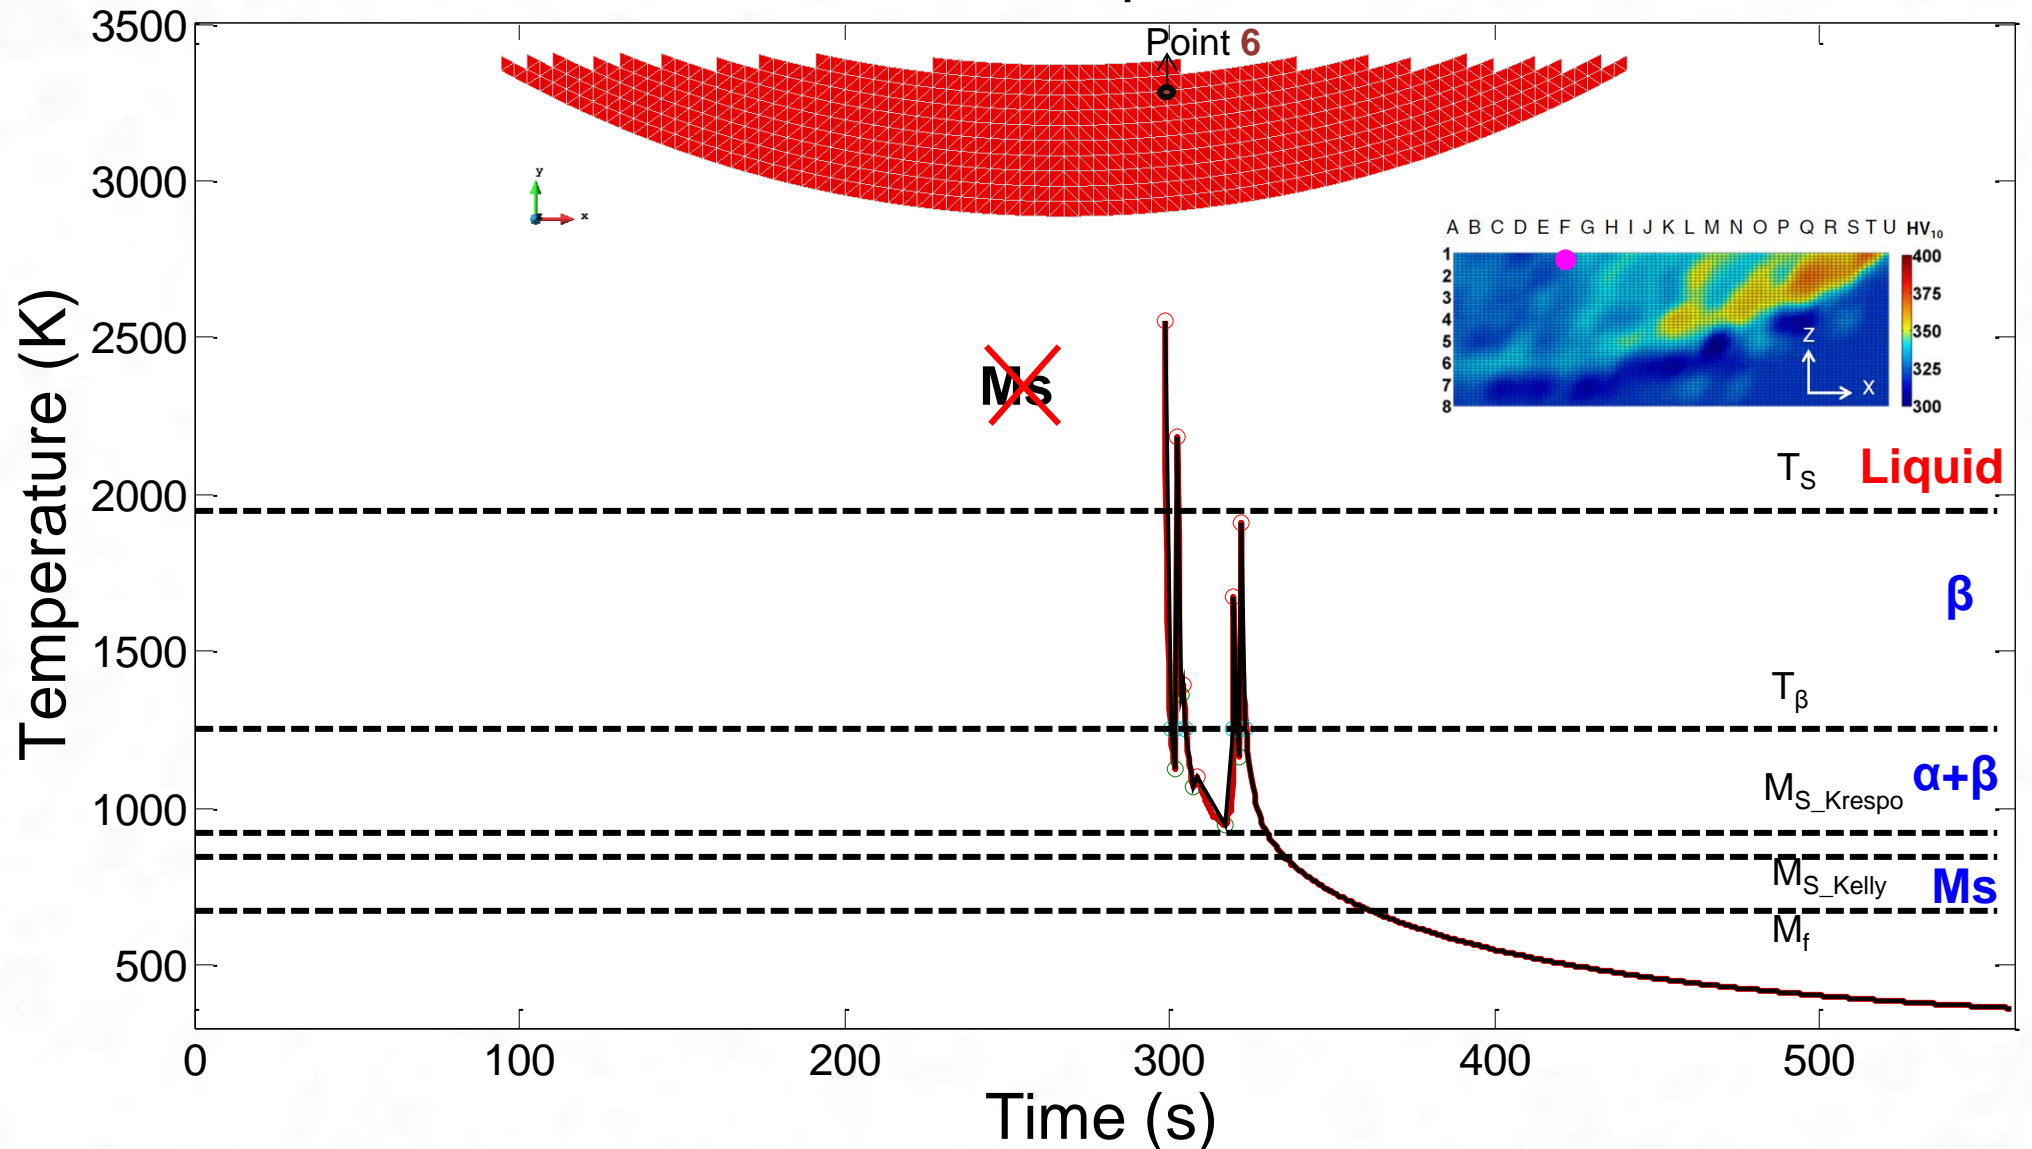 Point 6
3500
3000
2500
2000
1500
1000
500
Temperature (K)
y
x
A B C D E F G H I J K L M N O P Q R S T U HV10
1
2
3
4
5
6
7
8
400
375
350
325
300
Z
X
Ms
TS Liquid
β
Tβ
α+β
MS_Krespo
MS_Kelly Ms
Mf
0 100 200 300 400 500
Time (s)